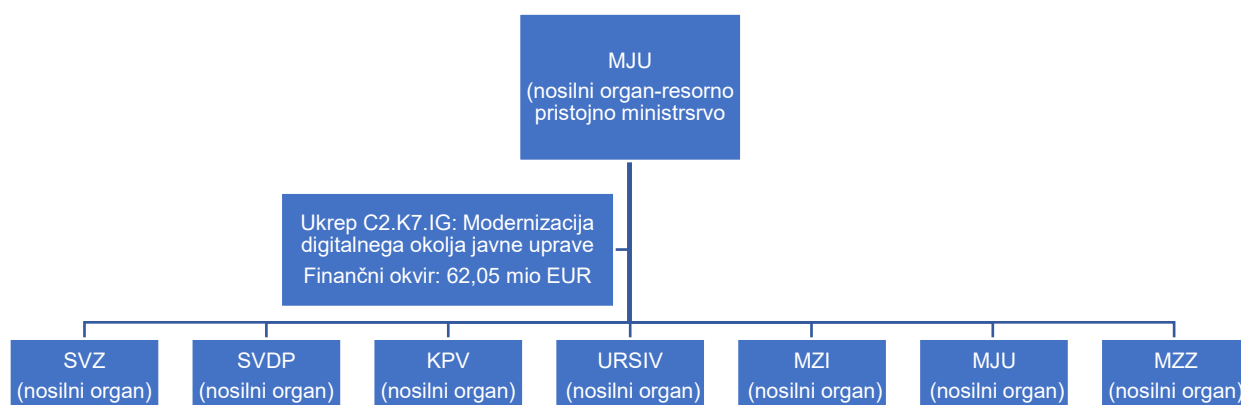 MJU
(nosilni organ-resorno
pristojno ministrsrvo
Ukrep C2.K7.IG: Modernizacija
digitalnega okolja javne uprave
Finančni okvir: 62,05 mio EUR
SVZ
(nosilni organ)
SVDP
(nosilni organ)
KPV
(nosilni organ)
URSIV
(nosilni organ)
MZI
(nosilni organ)
MJU
(nosilni organ)
MZZ
(nosilni organ)